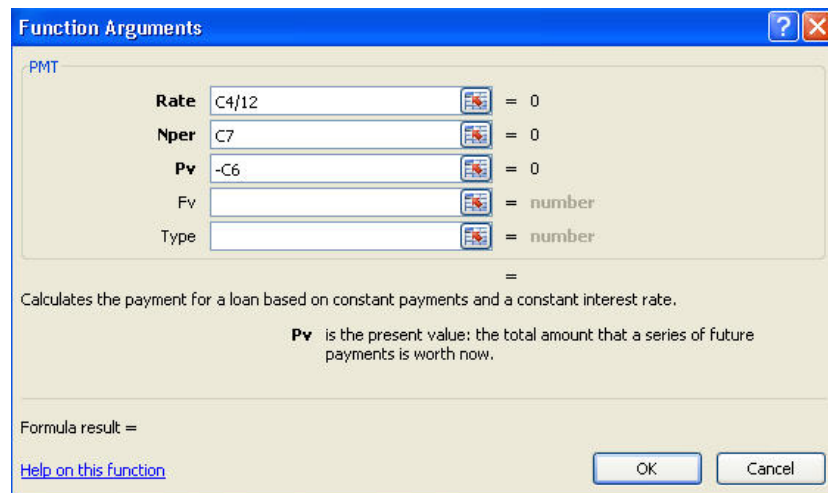 Function Arguments
PMT
Rate C4/12 = 0
Nper C7 = 0
Pv -C6 = 0
Fv = number
Type = number
=
Calculates the payment for a loan based on constant payments and a constant interest rate.
Pv is the present value: the total amount that a series of future
payments is worth now.
Formula result =
Help on this function OK Cancel